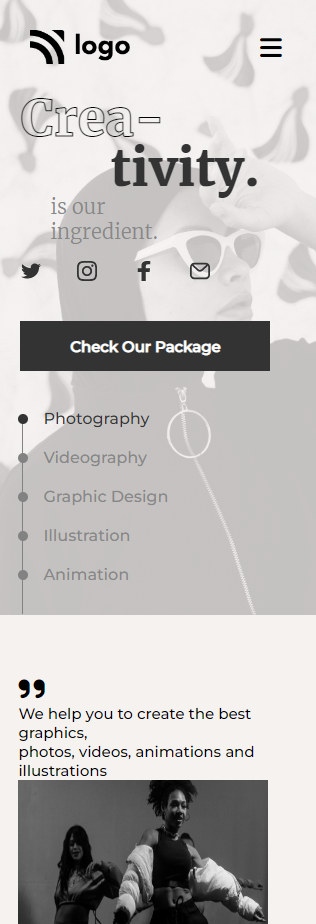 logo
Crea-
tivity.
is our
ingredient.
Check Our Package
Photography
Videography
Graphic Design
Illustration
Animation
”
We help you to create the best
graphics,
photos, videos, animations and
illustrations